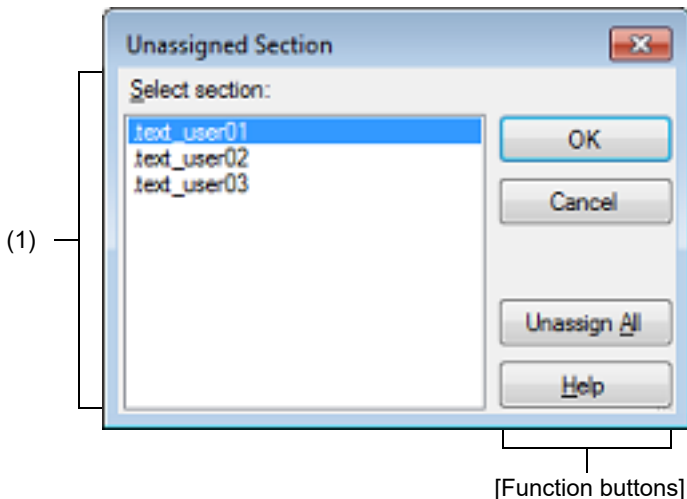 Unassigned Section
Select section:
.text_user01
.text_user02
.text_user03
OK
Cancel
Unassign All
Help
(1)
[Function buttons]